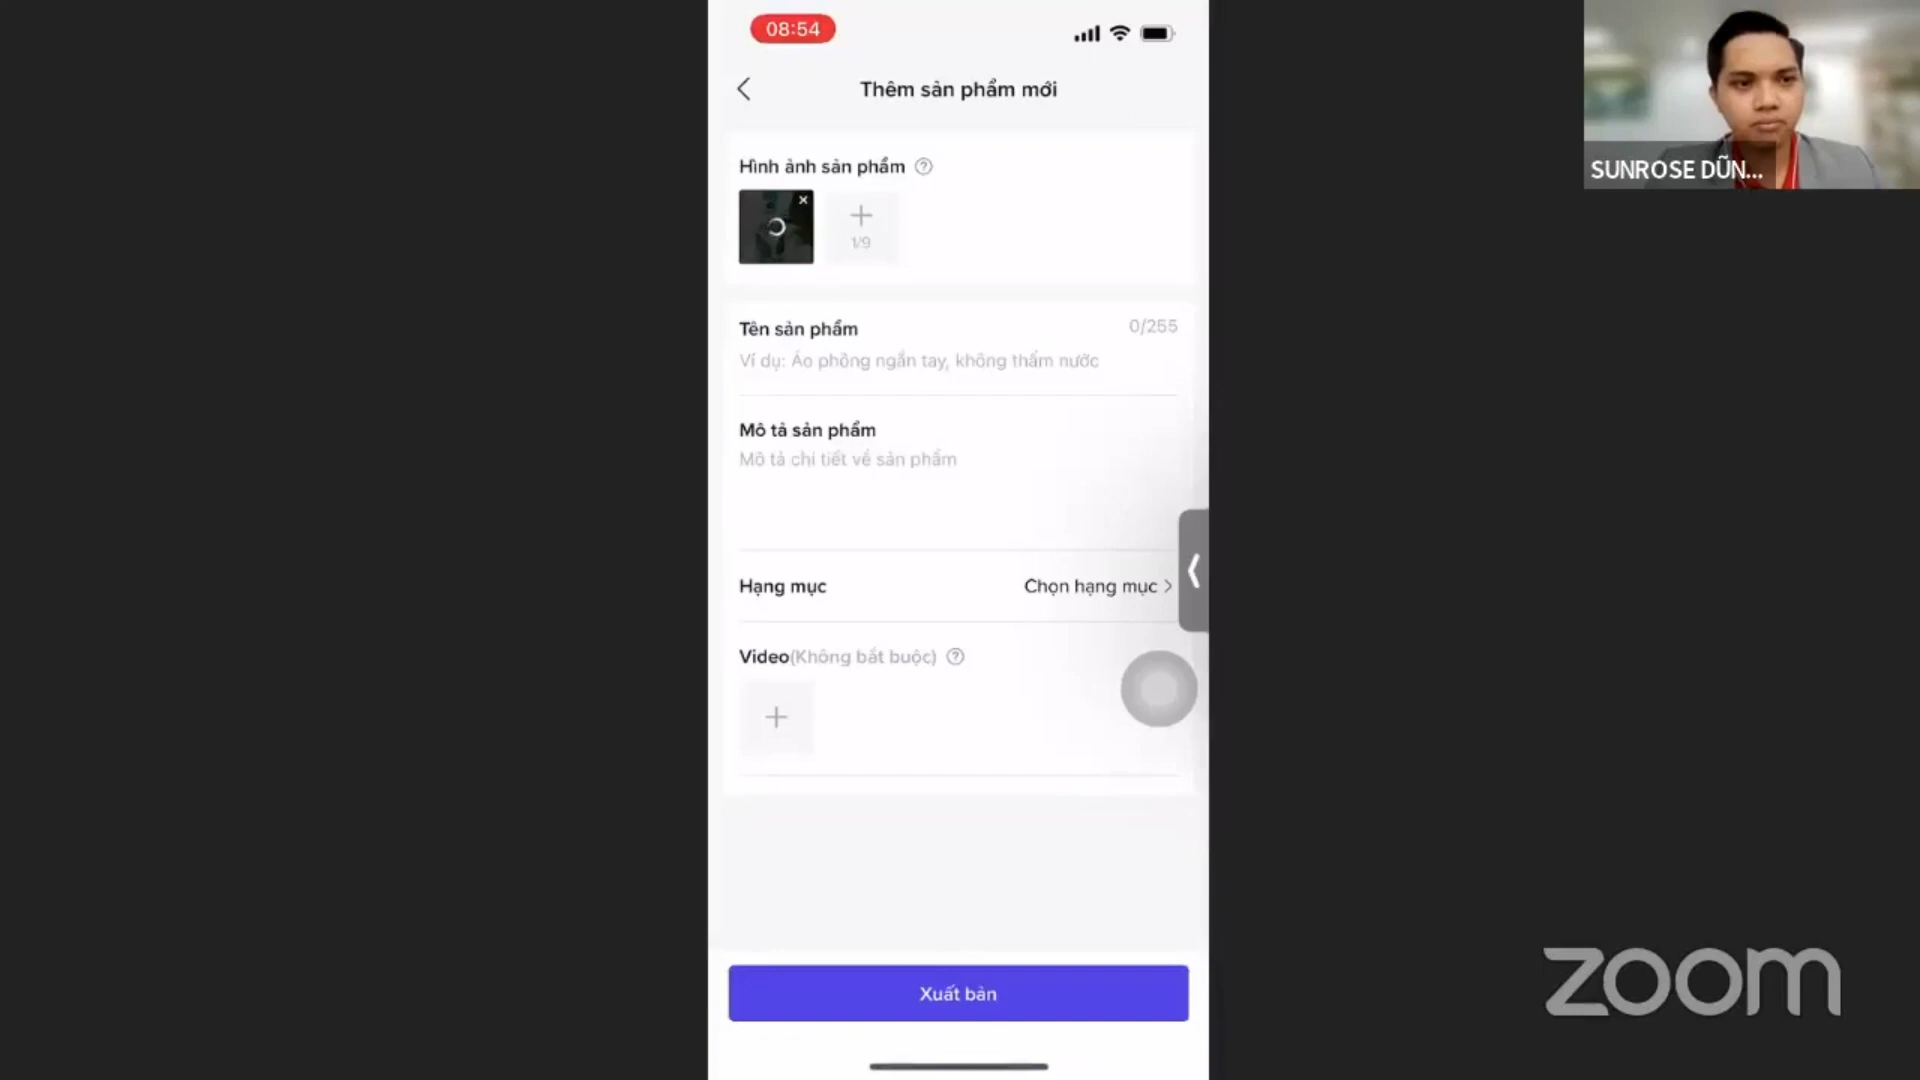 08:54
Thêm sản phẩm mới
Hình ảnh sản phẩm
1/9
Tên sản phẩm
0/255
Ví dụ: Áo phông ngắn tay, không thấm nước
Mô tả sản phẩm
Mô tả chi tiết về sản phẩm
Hạng mục
Chọn hạng mục >
Video(Không bắt buộc)
Xuất bản
SUNROSE DŨN...
zoom